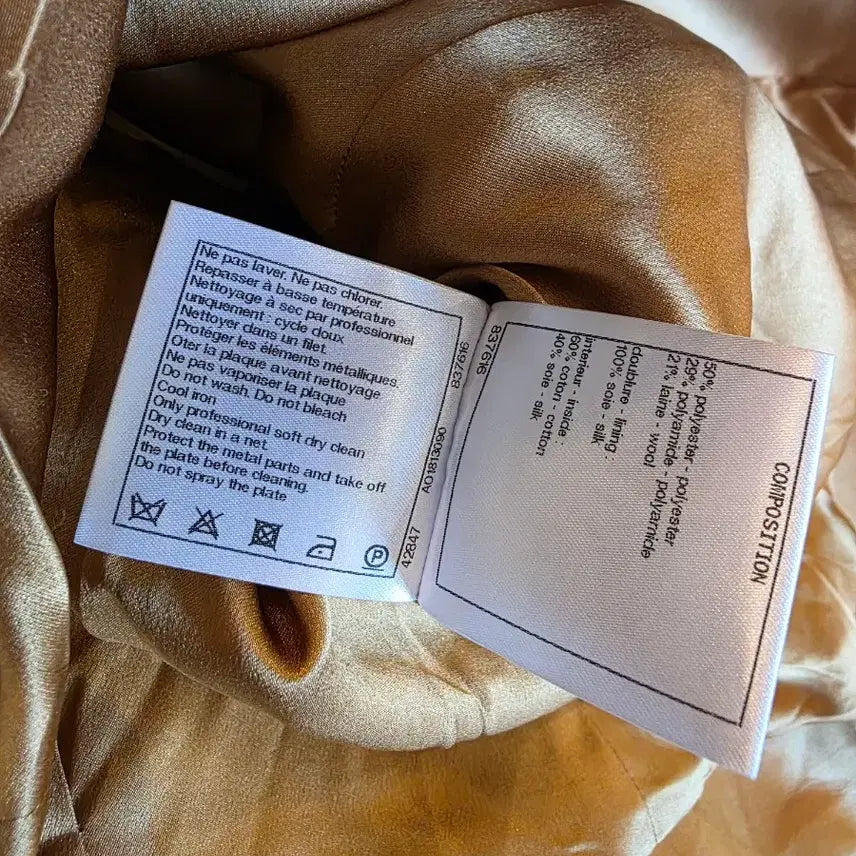 Ne pas laver. Ne pas chlorer.
Repasser à basse température
Nettoyage à sec par professionnel
uniquement : cycle doux
Nettoyer dans un filet.
Protéger les éléments métalliques.
Oter la plaque avant nettoyage
Ne pas vaporiser la plaque
Do not wash. Do not bleach
Cool iron
Only professional soft dry clean
Dry clean in a net.
Protect the metal parts and take off
the plate before cleaning.
Do not spray the plate
P
42847 A01813090 837616
837616
COMPOSITION
50% polyester - polyester
29% polyamide - polyamide
21% laine - wool
doublure - lining :
100% soie - silk
interieur - inside :
60% coton - cotton
40% soie - silk